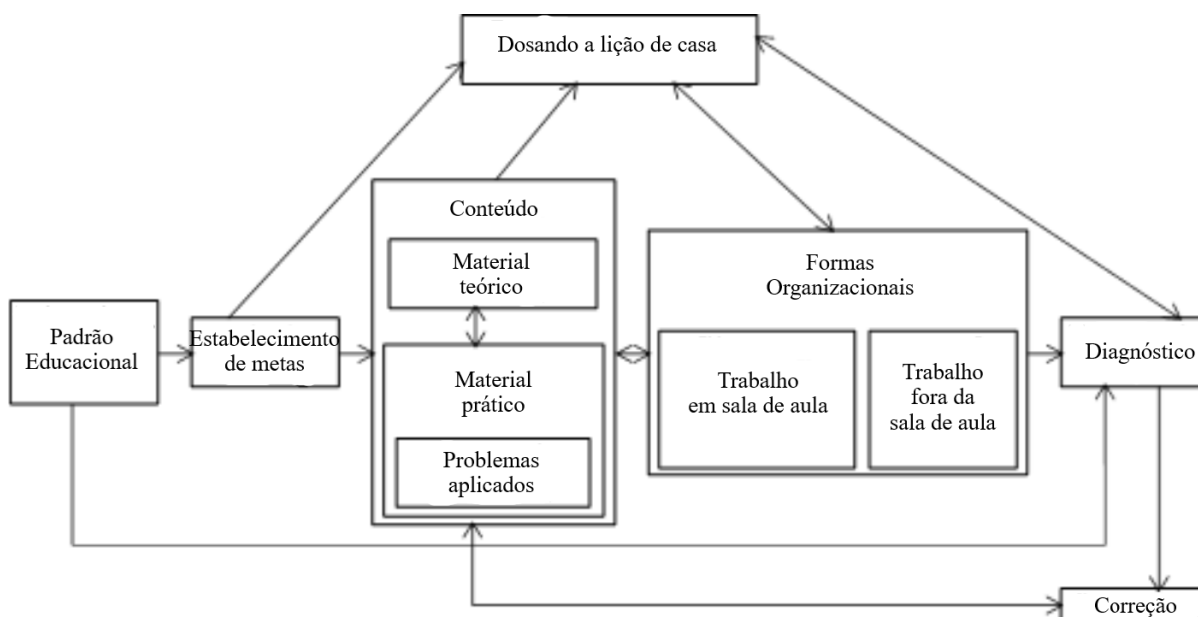 Dosando a lição de casa
Conteúdo
Material
teórico
Material
prático
Problemas
aplicados
Formas
Organizacionais
Trabalho
em sala de aula
Trabalho
fora da
sala de aula
Padrão
Educacional
Estabelecimento
de metas
Diagnóstico
Correção